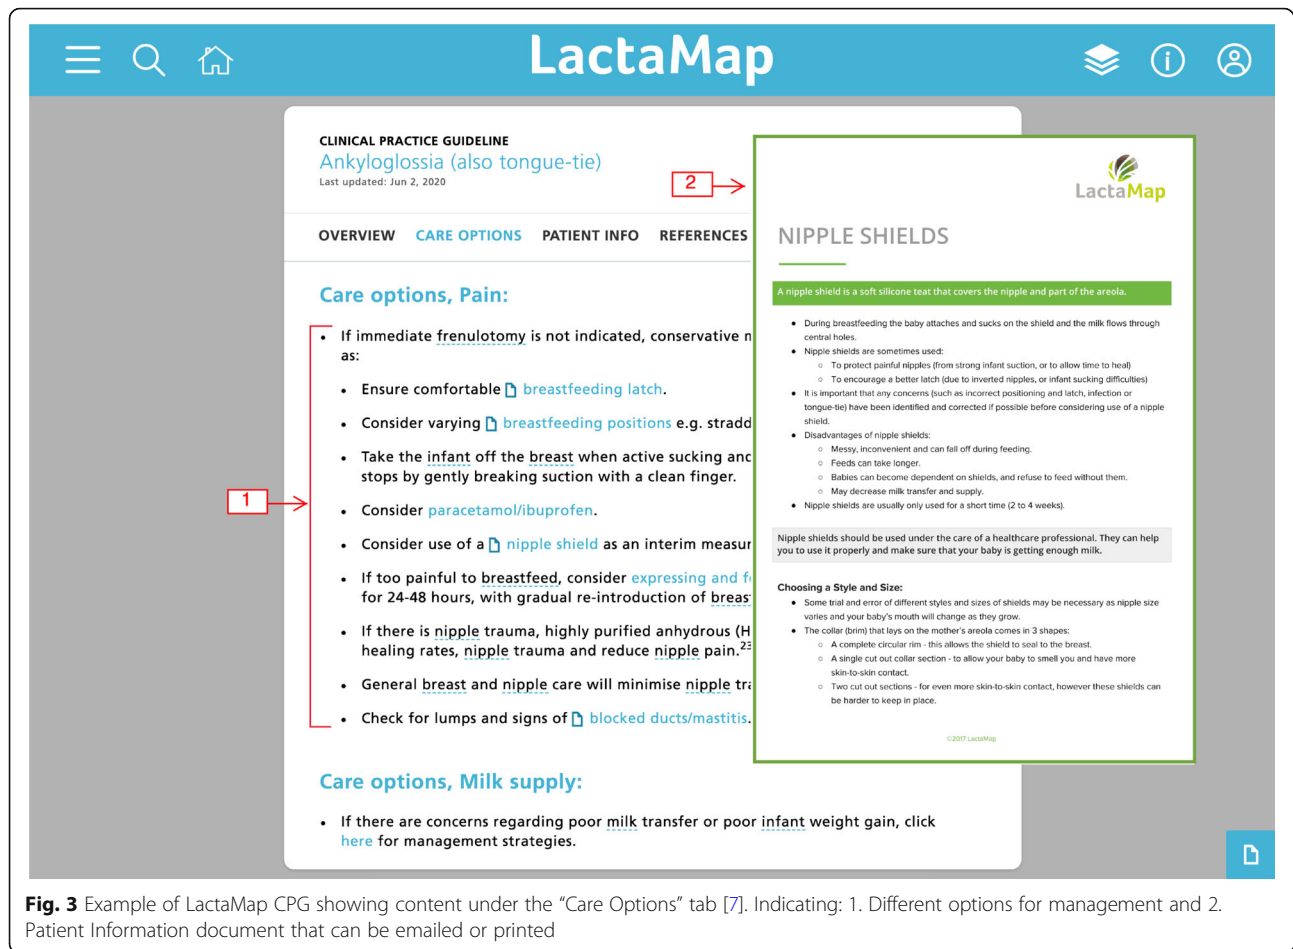 LactaMap
CLINICAL PRACTICE GUIDELINE
Ankyloglossia (also tongue-tie)
Last updated: Jun 2, 2020
OVERVIEW CARE OPTIONS PATIENT INFO REFERENCES
Care options, Pain:
• If immediate frenulotomy is not indicated, conservative
as:
• Ensure comfortable breastfeeding latch.
• Consider varying breastfeeding positions e.g.
• Take the infant off the breast when active sucking
stops by gently breaking suction with a clean finger.
• Consider paracetamol/ibuprofen.
• Consider use of a nipple shield as an interim
• If too painful to breastfeed, consider expressing and
for 24-48 hours, with gradual re-introduction of
• If there is nipple trauma, highly purified anhydrous
healing rates, nipple trauma and reduce nipple pain.23
• General breast and nipple care will minimise nipple
• Check for lumps and signs of blocked ducts/mastitis.
Care options, Milk supply:
• If there are concerns regarding poor milk transfer or poor infant weight gain, click
here for management strategies.
1
2
LactaMap
NIPPLE SHIELDS
A nipple shield is a soft silicone teat that covers the nipple and part of the areola.
• During breastfeeding the baby attaches and sucks on the shield and the milk flows through
central holes.
• Nipple shields are sometimes used:
○ To protect painful nipples (from strong infant suction, or to allow time to heal)
○ To encourage a better latch (due to inverted nipples, or infant sucking difficulties)
• It is important that any concerns (such as incorrect positioning and latch, infection or
tongue-tie) have been identified and corrected if possible before considering use of a nipple
shield.
• Disadvantages of nipple shields:
○ Messy, inconvenient and can fall off during feeding.
○ Feeds can take longer.
○ Babies can become dependent on shields, and refuse to feed without them.
○ May decrease milk transfer and supply.
• Nipple shields are usually only used for a short time (2 to 4 weeks).
Nipple shields should be used under the care of a healthcare professional. They can help
you to use it properly and make sure that your baby is getting enough milk.
Choosing a Style and Size:
• Some trial and error of different styles and sizes of shields may be necessary as nipple size
varies and your baby's mouth will change as they grow.
• The collar (brim) that lays on the mother's areola comes in 3 shapes:
○ A complete circular rim - this allows the shield to seal to the breast.
○ A single cut out collar section - to allow your baby to smell you and have more
skin-to-skin contact.
○ Two cut out sections - for even more skin-to-skin contact, however these shields can
be harder to keep in place.
©2017 LactaMap
Fig. 3 Example of LactaMap CPG showing content under the “Care Options” tab [7]. Indicating: 1. Different options for management and 2.
Patient Information document that can be emailed or printed